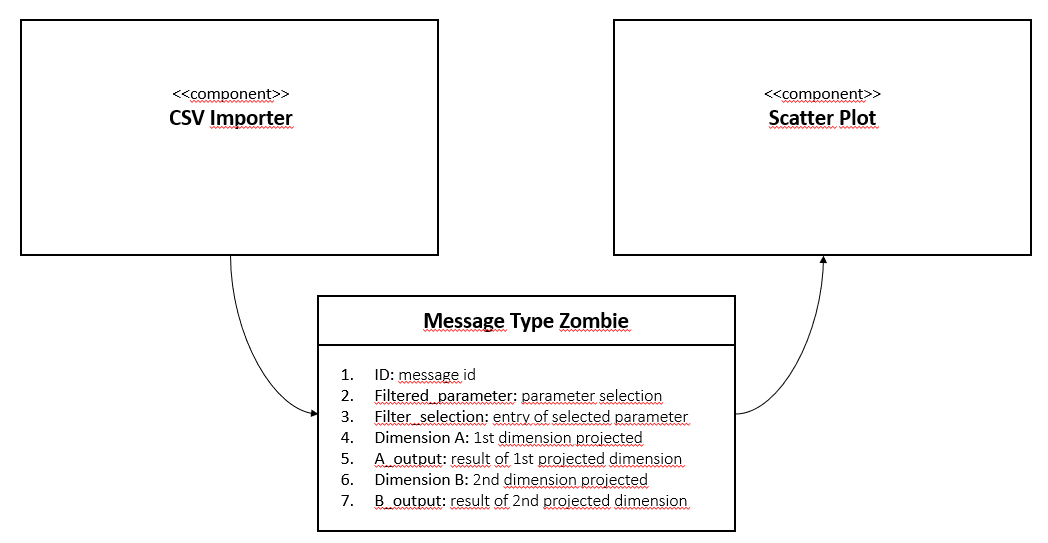 <<component>>
CSV Importer
<<component>>
Scatter Plot
Message Type Zombie
1. ID: message id
2. Filtered_parameter: parameter selection
3. Filter_selection: entry of selected parameter
4. Dimension A: 1st dimension projected
5. A_output: result of 1st projected dimension
6. Dimension B: 2nd dimension projected
7. B_output: result of 2nd projected dimension